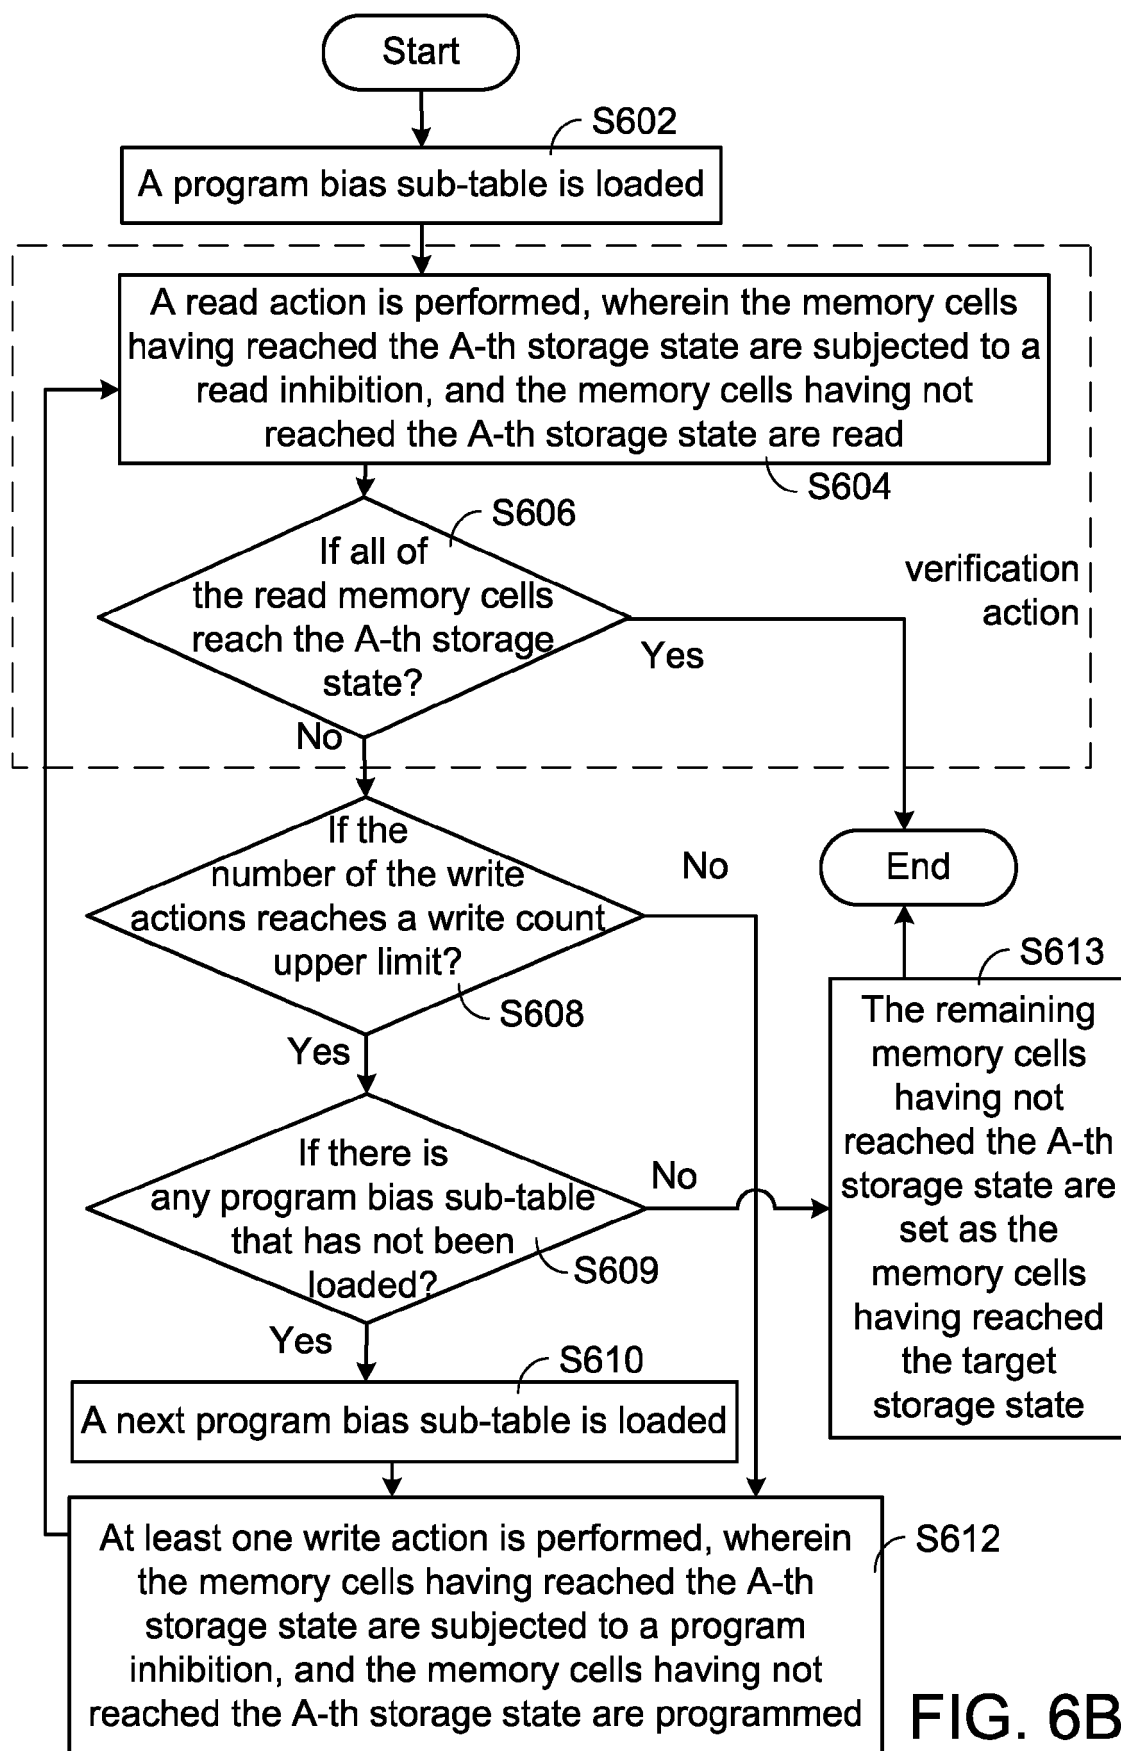 Start
S602
A program bias sub-table is loaded
A read action is performed, wherein the memory cells
having reached the A-th storage state are subjected to a
read inhibition, and the memory cells having not
reached the A-th storage state are read
S604
S606
If all of
the read memory cells
reach the A-th storage
state?
verification
action
Yes
No
If the
number of the write
actions reaches a write count
upper limit?
No
End
S608
S613
Yes
The remaining
memory cells
having not
reached the A-th
storage state are
set as the
memory cells
having reached
the target
storage state
If there is
any program bias sub-table
that has not been
loaded?
No
S609
Yes
S610
A next program bias sub-table is loaded
At least one write action is performed, wherein
the memory cells having reached the A-th
storage state are subjected to a program
inhibition, and the memory cells having not
reached the A-th storage state are programmed
S612
FIG. 6B